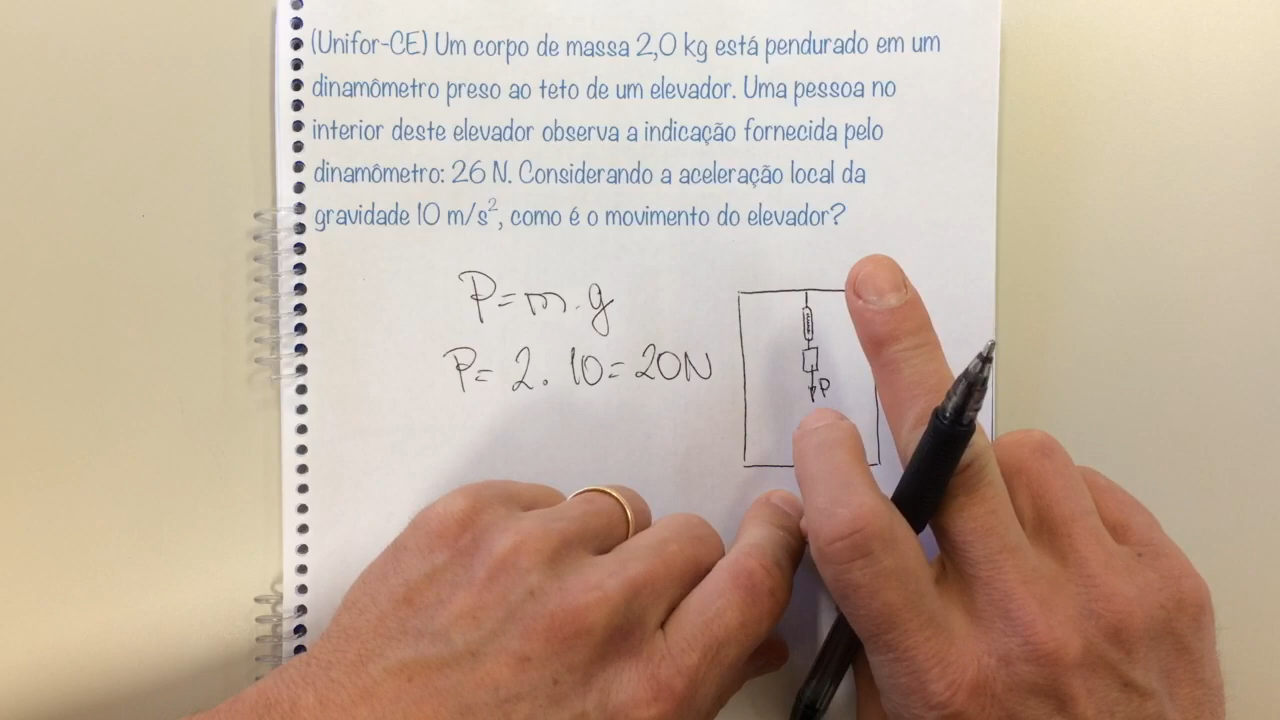 (Unifor-CE) Um corpo de massa 2,0 kg está pendurado em um
dinamômetro preso ao teto de um elevador. Uma pessoa no
interior deste elevador observa a indicação fornecida pelo
dinamômetro: 26 N. Considerando a aceleração local da
gravidade 10 m/s², como é o movimento do elevador?
P=m.g
P= 2. 10= 20N
P